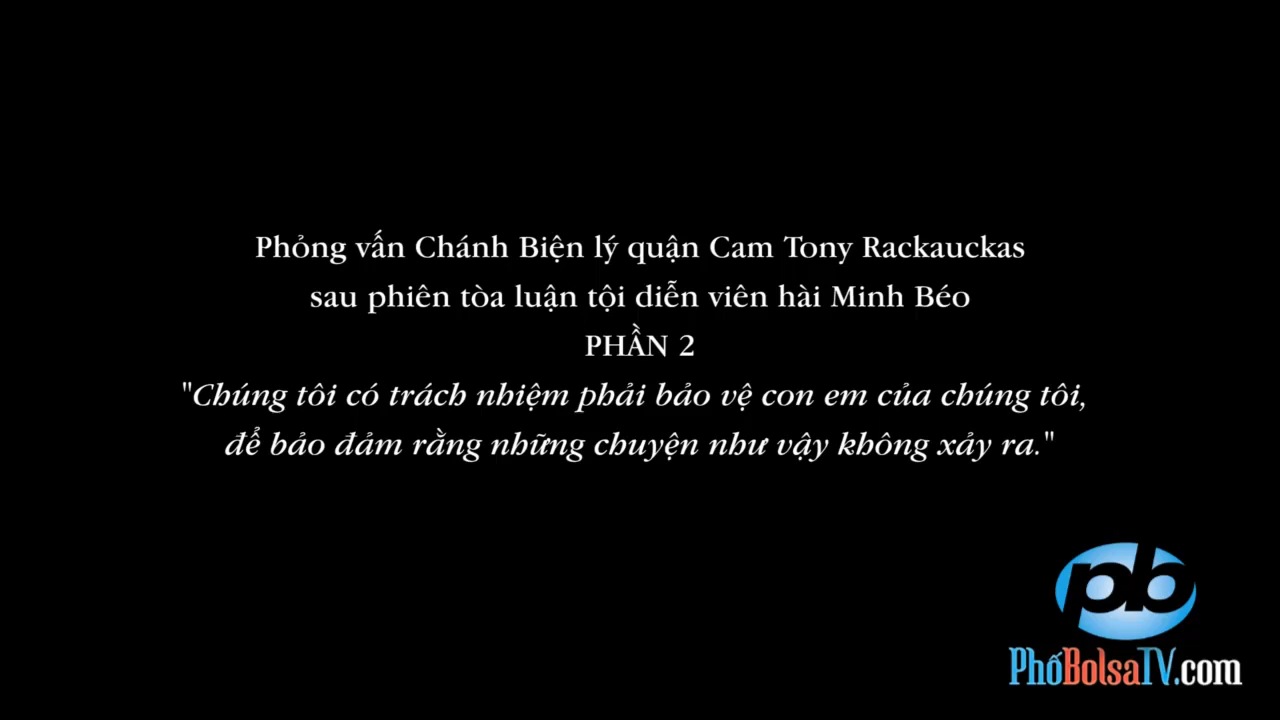 Phỏng vấn Chánh Biện lý quận Cam Tony Rackauckas
sau phiên tòa luận tội diễn viên hài Minh Béo
PHẦN 2
"Chúng tôi có trách nhiệm phải bảo vệ con em của chúng tôi,
để bảo đảm rằng những chuyện như vậy không xảy ra."
pb
PhốBolsaTV.com